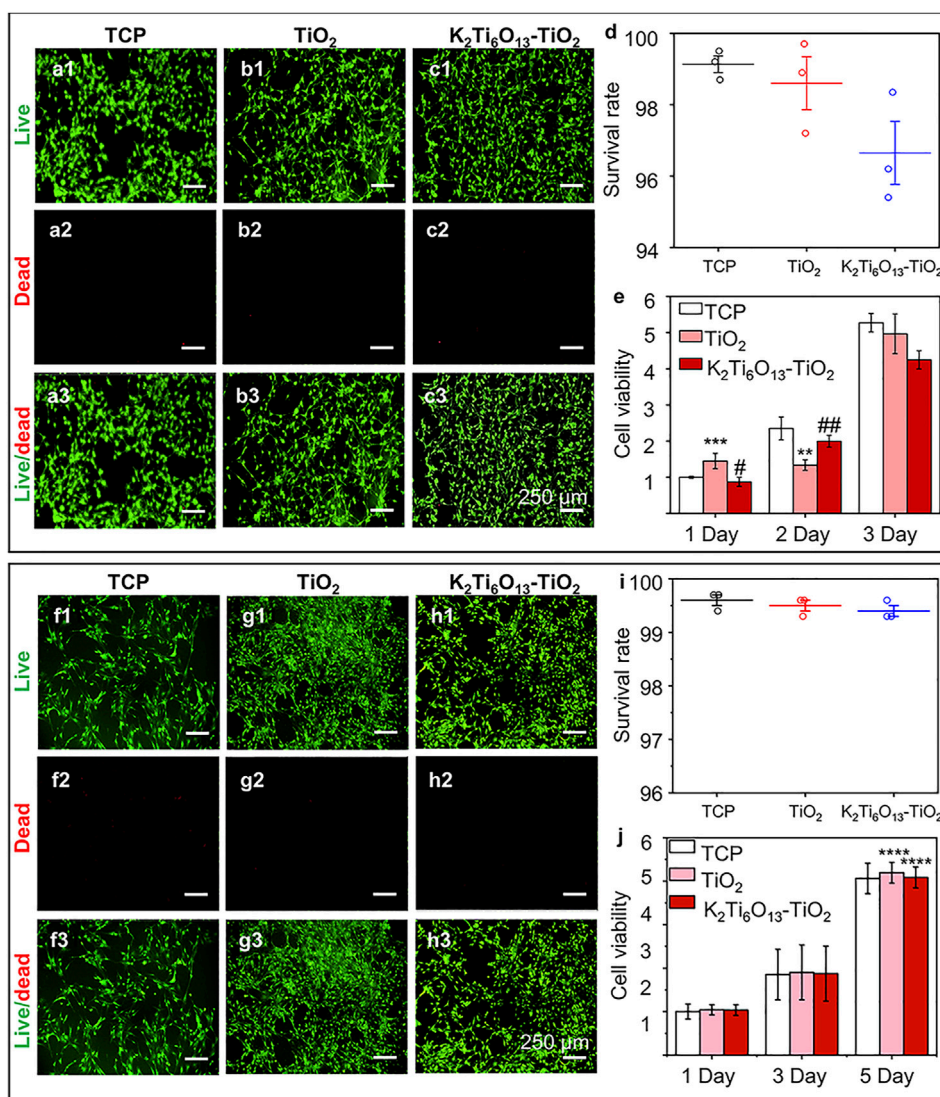 TCP TiO₂ K₂Ti₆O₁₃-TiO₂
Live
a1 b1 c1
Dead
a2 b2 c2
Live/dead
a3 b3 c3
250 µm
d
100
98
96
94
Survival rate
TCP TiO₂ K₂Ti₆O₁₃-TiO₂
e
6
5
4
3
2
1
Cell viability
TCP
TiO₂
K₂Ti₆O₁₃-TiO₂
*** # ** ##
1 Day 2 Day 3 Day
TCP TiO₂ K₂Ti₆O₁₃-TiO₂
Live
f1 g1 h1
Dead
f2 g2 h2
Live/dead
f3 g3 h3
250 µm
i
100
99
98
97
96
Survival rate
TCP TiO₂ K₂Ti₆O₁₃-TiO₂
j
6
5
4
2
1
Cell viability
TCP
TiO₂
K₂Ti₆O₁₃-TiO₂
**** ****
1 Day 3 Day 5 Day